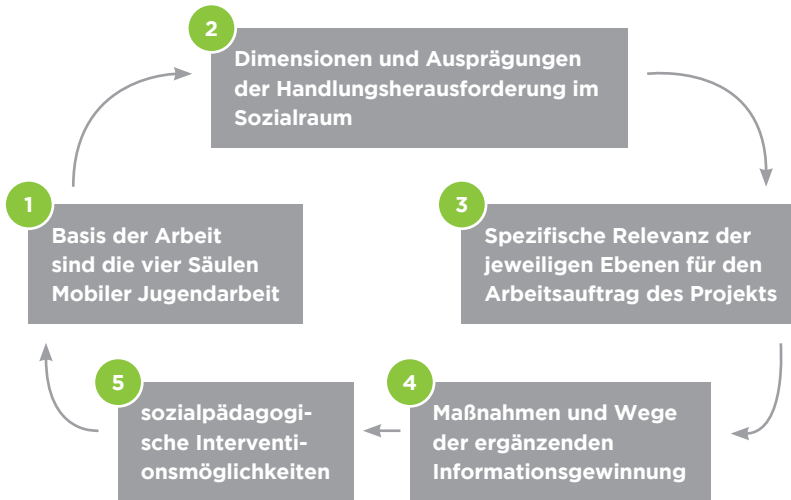 1
Basis der Arbeit
sind die vier Säulen
Mobiler Jugendarbeit
2
Dimensionen und Ausprägungen
der Handlungsherausforderung im
Sozialraum
3
Spezifische Relevanz der
jeweiligen Ebenen für den
Arbeitsauftrag des Projekts
4
Maßnahmen und Wege
der ergänzenden
Informationsgewinnung
5
sozialpädagogi-
sche Interventi-
onsmöglichkeiten